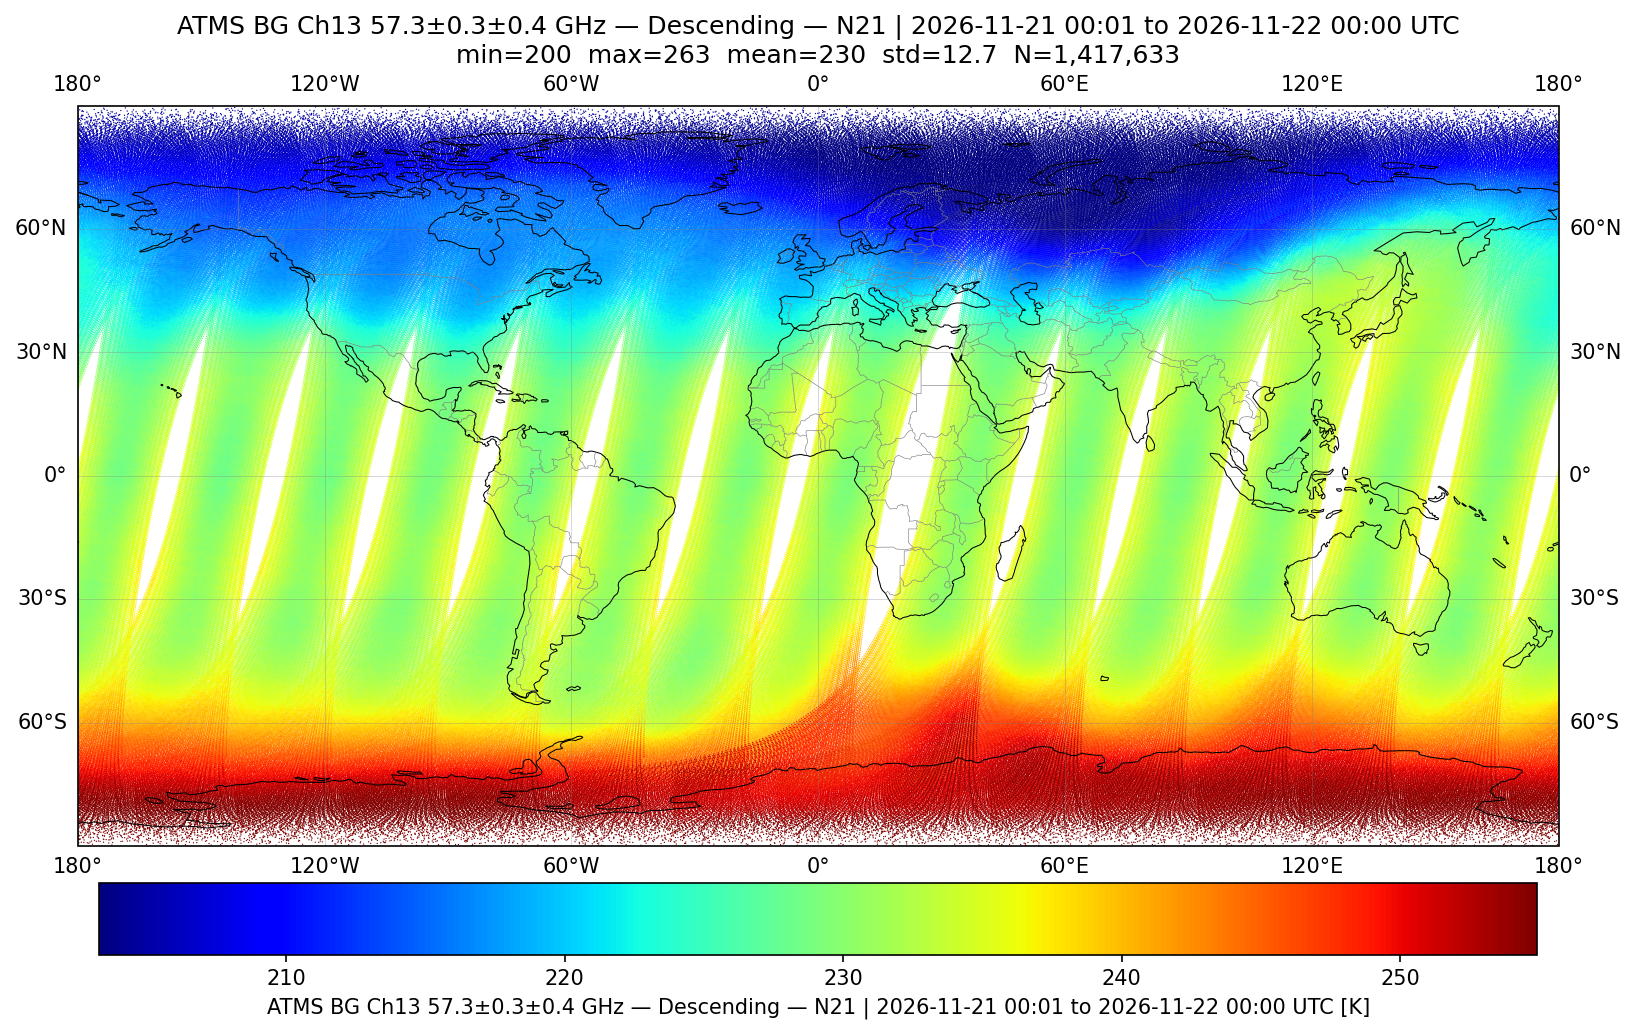 ATMS BG Ch13 57.3±0.3±0.4 GHz — Descending — N21 | 2026-11-21 00:01 to 2026-11-22 00:00 UTC
min=200 max=263 mean=230 std=12.7 N=1,417,633
180° 120°W 60°W 0° 60°E 120°E 180°
60°N 60°N
30°N 30°N
0° 0°
30°S 30°S
60°S 60°S
180° 120°W 60°W 0° 60°E 120°E 180°
210 220 230 240 250
ATMS BG Ch13 57.3±0.3±0.4 GHz — Descending — N21 | 2026-11-21 00:01 to 2026-11-22 00:00 UTC [K]